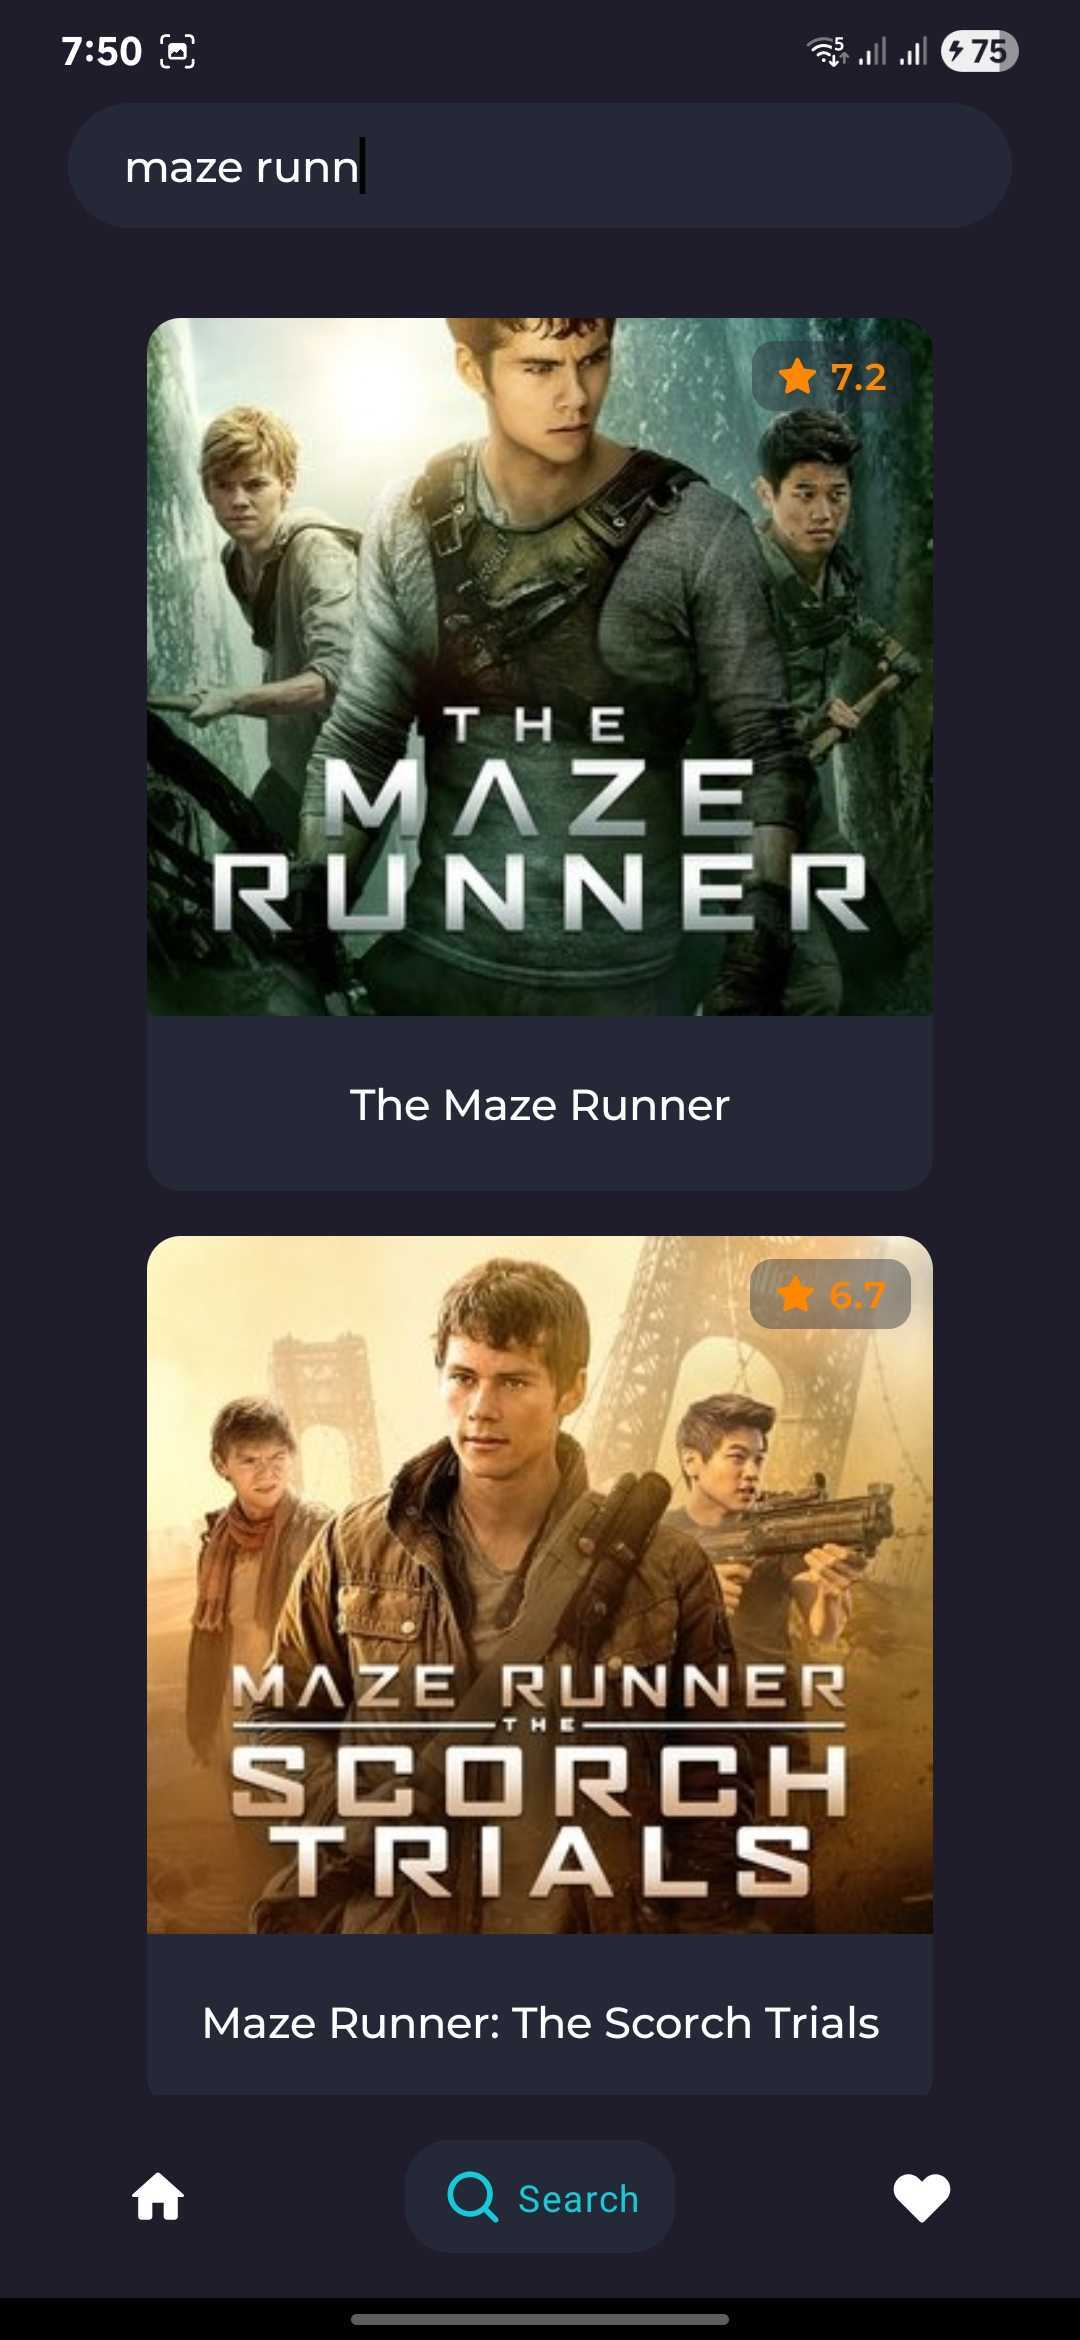 7:50
5
75
maze runn
7.2
THE
MAZE
RUNNER
The Maze Runner
6.7
MAZE RUNNER
THE
SCORCH
TRIALS
Maze Runner: The Scorch Trials
Search